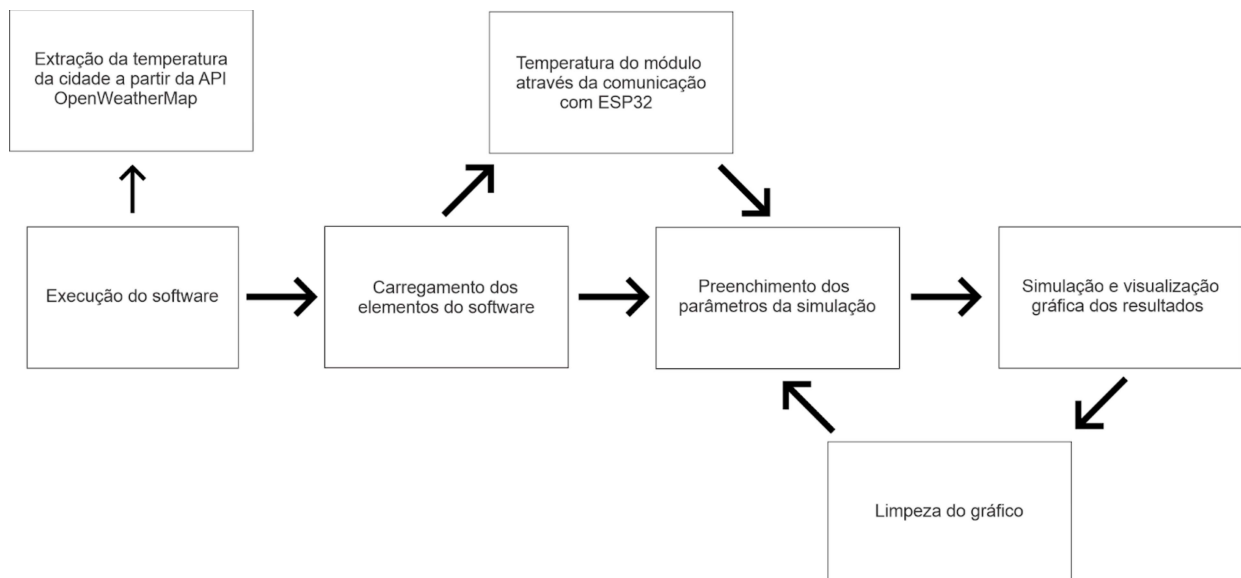 Extração da temperatura
da cidade a partir da API
OpenWeatherMap
Temperatura do módulo
através da comunicação
com ESP32
Execução do software
Carregamento dos
elementos do software
Preenchimento dos
parâmetros da simulação
Simulação e visualização
gráfica dos resultados
Limpeza do gráfico